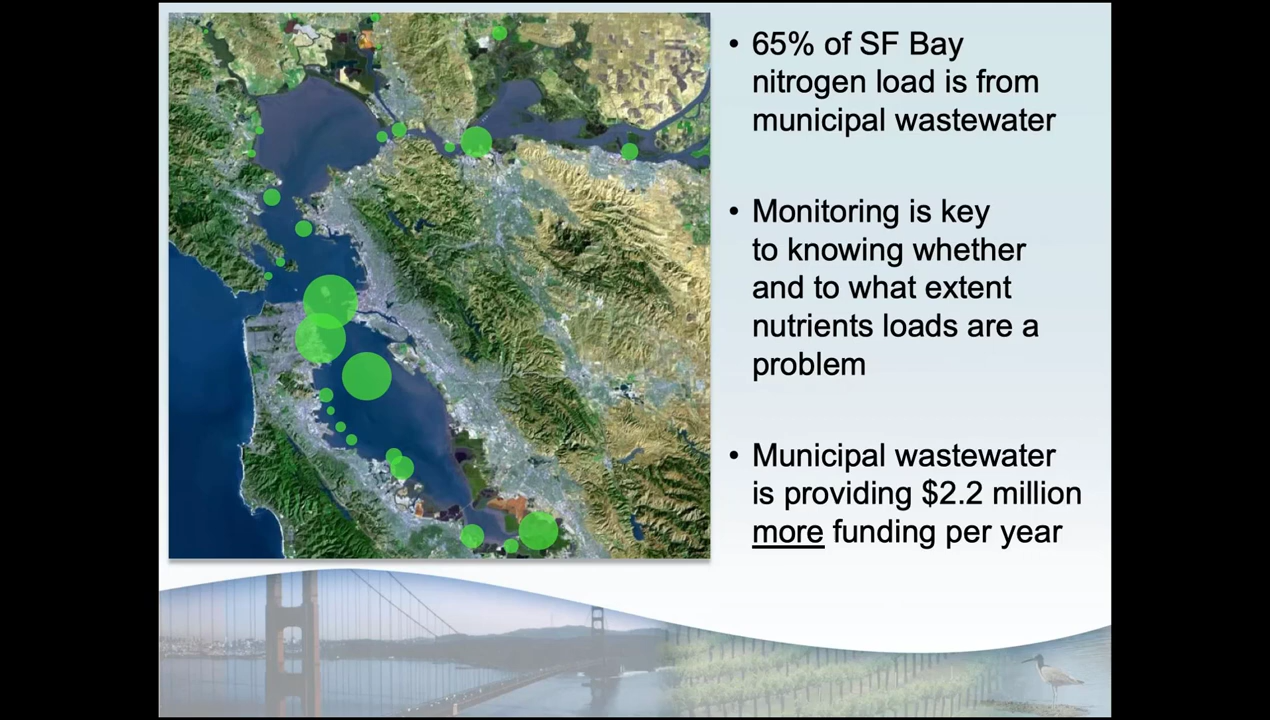 • 65% of SF Bay
nitrogen load is from
municipal wastewater
• Monitoring is key
to knowing whether
and to what extent
nutrients loads are a
problem
• Municipal wastewater
is providing $2.2 million
more funding per year